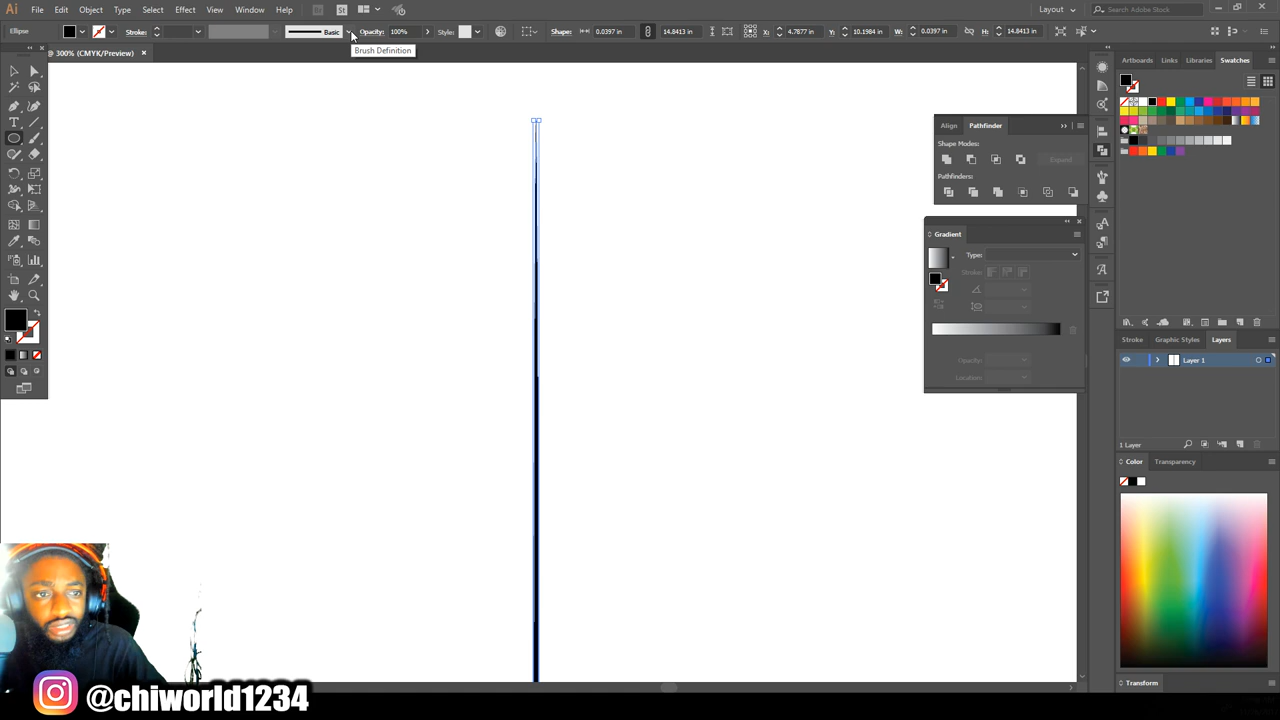 Ai File Edit Object Type Select Effect View Window Help Br St Layout Search Adobe Stock
Ellipse Stroke: Basic Opacity: 100% Style: Shape: 0.0397 in 14.8413 in X: 4.7877 in Y: 10.1984 in W: 0.0397 in H: 14.8413 in
Brush Definition
@ 300% (CMYK/Preview)
Artboards Links Libraries Swatches
Align Pathfinder
Shape Modes:
Expand
Pathfinders:
Gradient
Type:
Stroke:
Opacity:
Location:
Stroke Graphic Styles Layers
Layer 1
1 Layer
Color Transparency
Transform
@chiworld1234